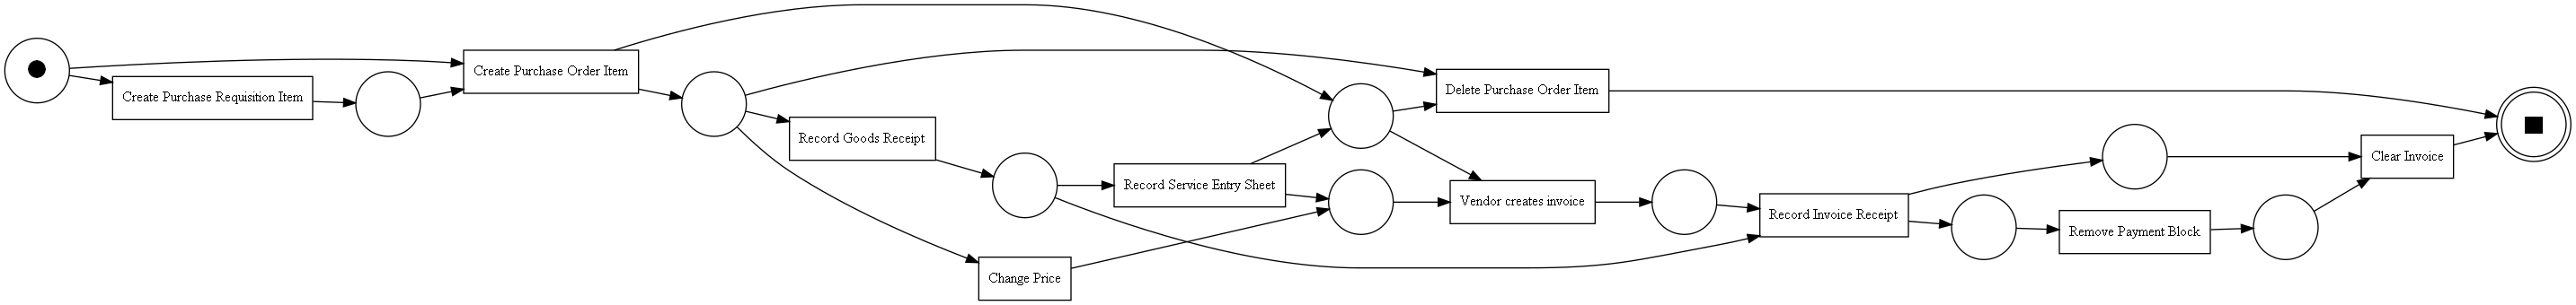 Create Purchase Requisition Item
Create Purchase Order Item
Record Goods Receipt
Change Price
Record Service Entry Sheet
Delete Purchase Order Item
Vendor creates invoice
Record Invoice Receipt
Remove Payment Block
Clear Invoice